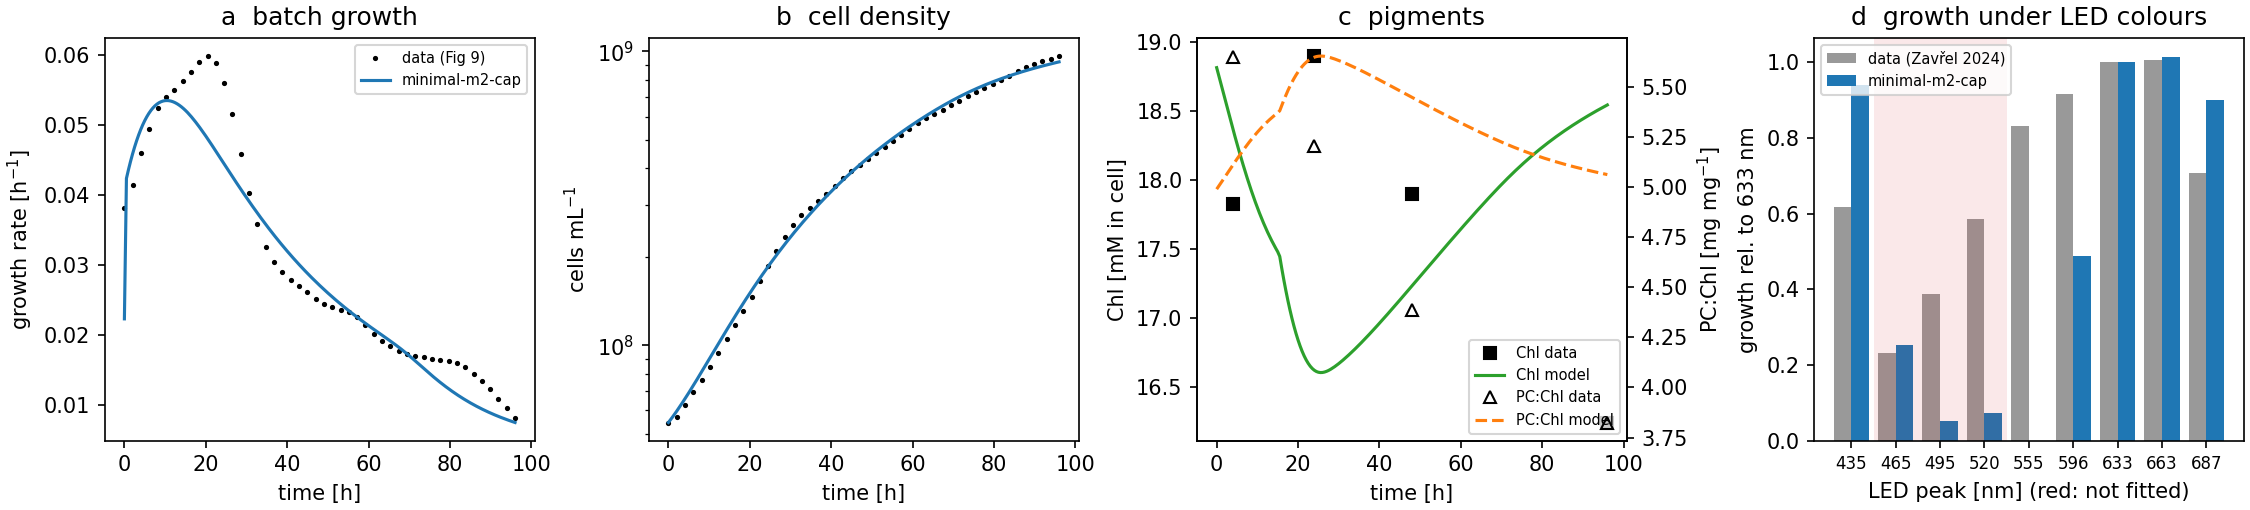 a  batch growth
growth rate [h⁻¹]
0.06
0.05
0.04
0.03
0.02
0.01
data (Fig 9)
minimal-m2-cap
0 20 40 60 80 100
time [h]
b  cell density
cells mL⁻¹
10⁹
10⁸
0 20 40 60 80 100
time [h]
c  pigments
Chl [mM in cell]
19.0
18.5
18.0
17.5
17.0
16.5
Chl data
Chl model
PC:Chl data
PC:Chl model
5.50
5.25
5.00
4.75
4.50
4.25
4.00
3.75
PC:Chl [mg mg⁻¹]
0 20 40 60 80 100
time [h]
d  growth under LED colours
growth rel. to 633 nm
1.0
0.8
0.6
0.4
0.2
0.0
data (Zavřel 2024)
minimal-m2-cap
435 465 495 520 555 596 633 663 687
LED peak [nm] (red: not fitted)